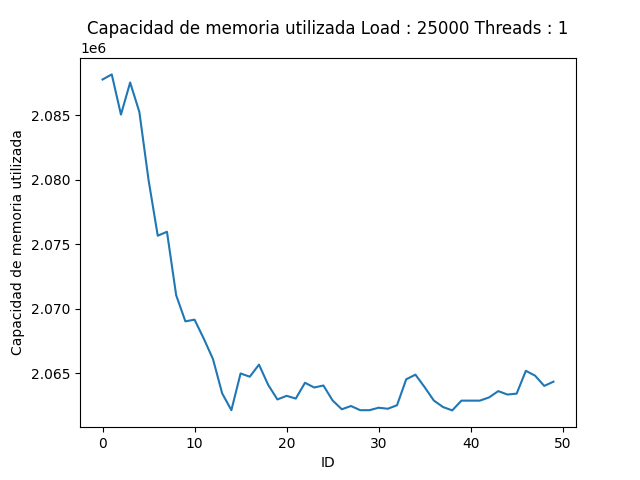 Capacidad de memoria utilizada Load : 25000 Threads : 1
1e6
2.085
2.080
2.075
2.070
2.065
Capacidad de memoria utilizada
0 10 20 30 40 50
ID